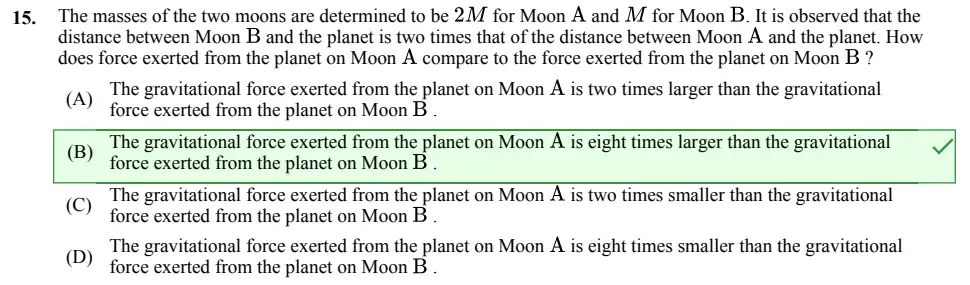 15. The masses of the two moons are determined to be 2M for Moon A and M for Moon B. It is observed that the
distance between Moon B and the planet is two times that of the distance between Moon A and the planet. How
does force exerted from the planet on Moon A compare to the force exerted from the planet on Moon B ?
(A) The gravitational force exerted from the planet on Moon A is two times larger than the gravitational
force exerted from the planet on Moon B .
(B) The gravitational force exerted from the planet on Moon A is eight times larger than the gravitational
force exerted from the planet on Moon B .
(C) The gravitational force exerted from the planet on Moon A is two times smaller than the gravitational
force exerted from the planet on Moon B .
(D) The gravitational force exerted from the planet on Moon A is eight times smaller than the gravitational
force exerted from the planet on Moon B .